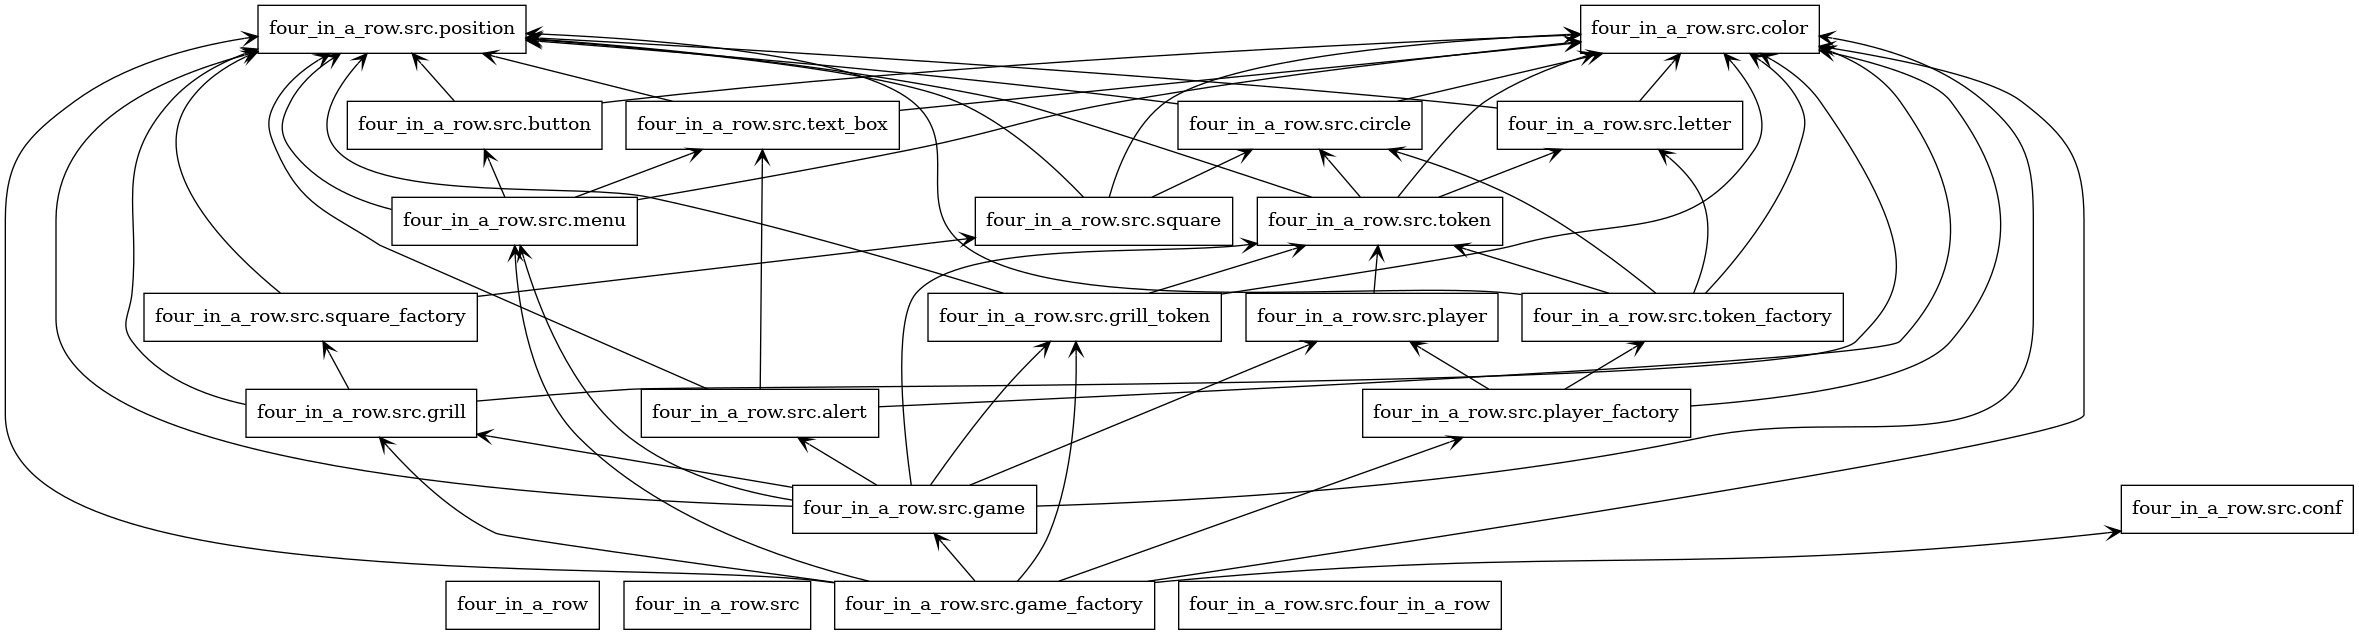 four_in_a_row.src.position
four_in_a_row.src.color
four_in_a_row.src.button
four_in_a_row.src.text_box
four_in_a_row.src.circle
four_in_a_row.src.letter
four_in_a_row.src.menu
four_in_a_row.src.square
four_in_a_row.src.token
four_in_a_row.src.square_factory
four_in_a_row.src.grill_token
four_in_a_row.src.player
four_in_a_row.src.token_factory
four_in_a_row.src.grill
four_in_a_row.src.alert
four_in_a_row.src.player_factory
four_in_a_row.src.game
four_in_a_row.src.conf
four_in_a_row
four_in_a_row.src
four_in_a_row.src.game_factory
four_in_a_row.src.four_in_a_row